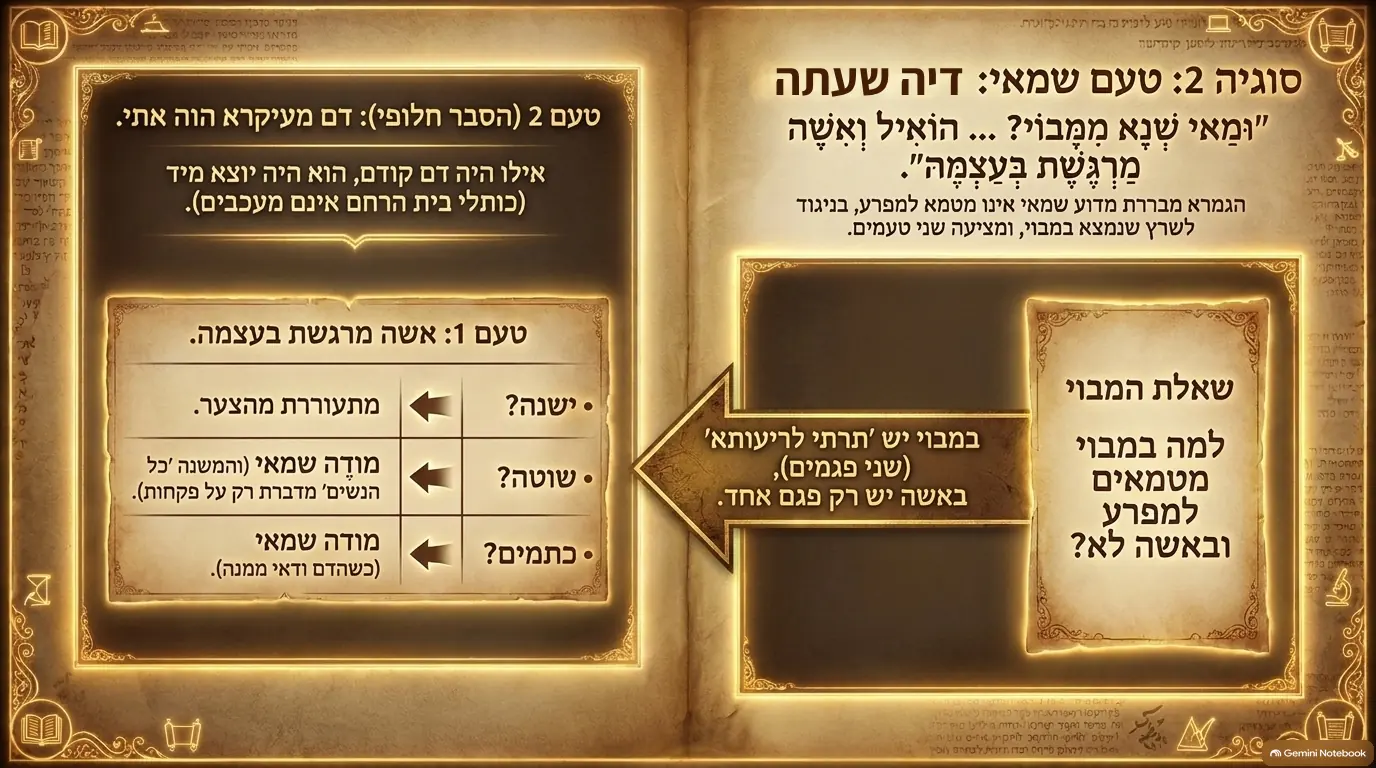 סוגיה 2: טעם שמאי: דיה שעתה
"וּמַאי שְׁנָא מִמָּבוֹי? ... הוֹאִיל וְאִשָּׁה
מַרְגֶּשֶׁת בְּעַצְמָהּ".
הגמרא מבררת מדוע שמאי אינו מטמא למפרע, בניגוד
לשרץ שנמצא במבוי, ומציעה שני טעמים.
שאלת המבוי
למה במבוי
מטמאים
למפרע
ובאשה לא?
במבוי יש 'תרתי לריעותא'
(שני פגמים),
באשה יש רק פגם אחד.
טעם 2 (הסבר חלופי): דם מעיקרא הוה אתי.
אילו היה דם קודם, הוא היה יוצא מיד
(כותלי בית הרחם אינם מעכבים).
טעם 1: אשה מרגשת בעצמה.
• ישנה? מתעוררת מהצער.
• שוטה? מודֶה שמאי (והמשנה 'כל
הנשים' מדברת רק על פקחות).
• כתמים? מודה שמאי
(כשהדם ודאי ממנה).
Gemini Notebook